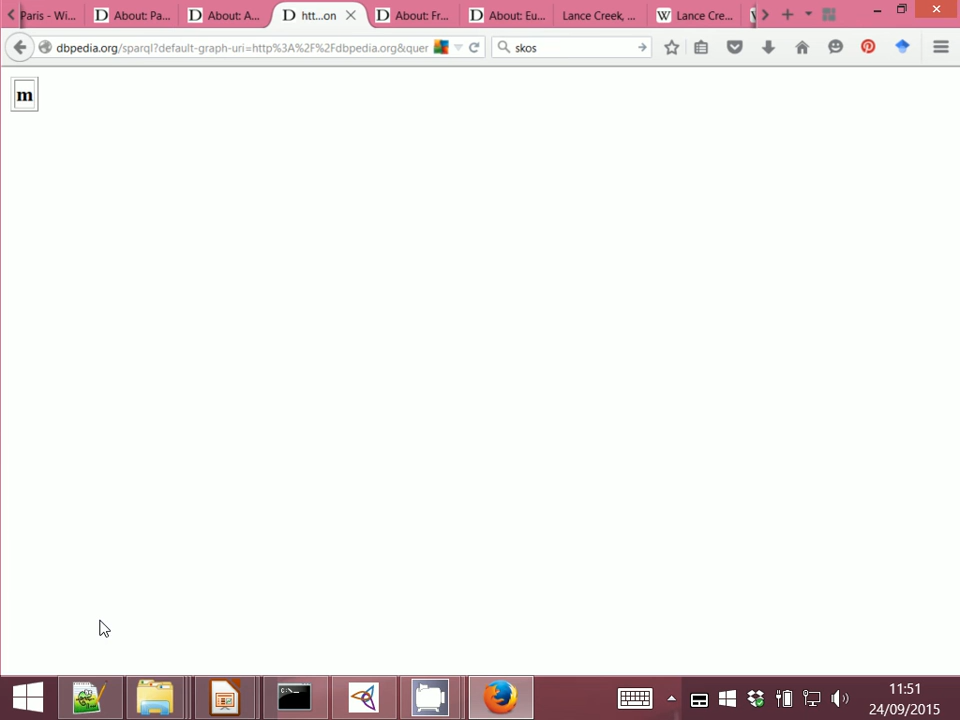 Paris - Wi...
D About: Pa...
D About: A...
D htt...on
D About: Fr...
D About: Eu...
Lance Creek, ...
W Lance Cre...
dbpedia.org/sparql?default-graph-uri=http%3A%2F%2Fdbpedia.org&quer
skos
m
11:51
24/09/2015